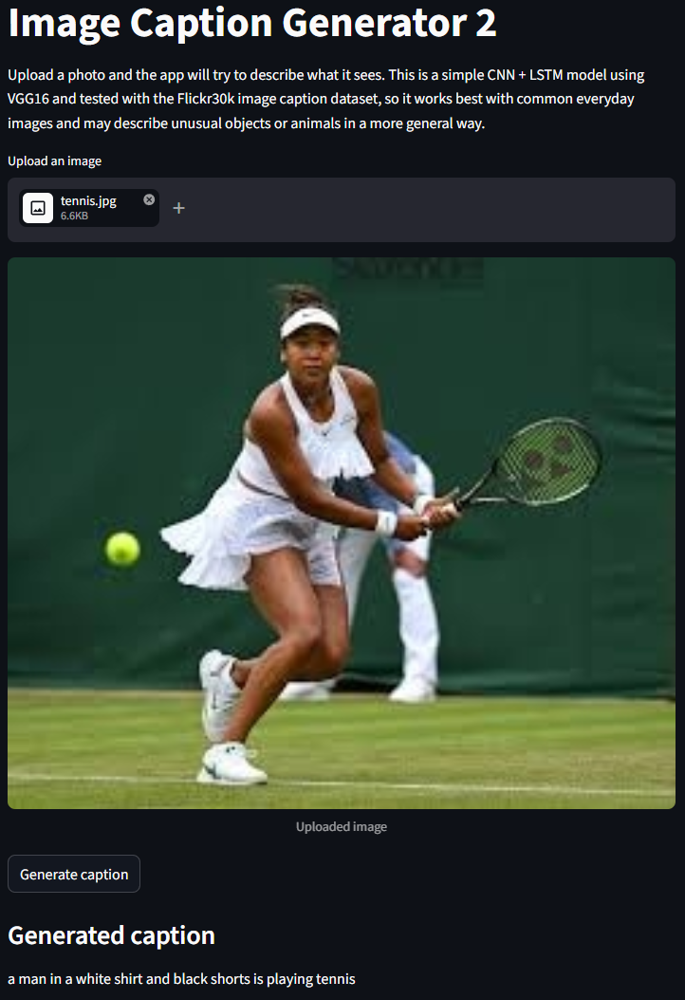 Image Caption Generator 2
Upload a photo and the app will try to describe what it sees. This is a simple CNN + LSTM model using
VGG16 and tested with the Flickr30k image caption dataset, so it works best with common everyday
images and may describe unusual objects or animals in a more general way.
Upload an image
tennis.jpg
6.6KB
Uploaded image
Generate caption
Generated caption
a man in a white shirt and black shorts is playing tennis